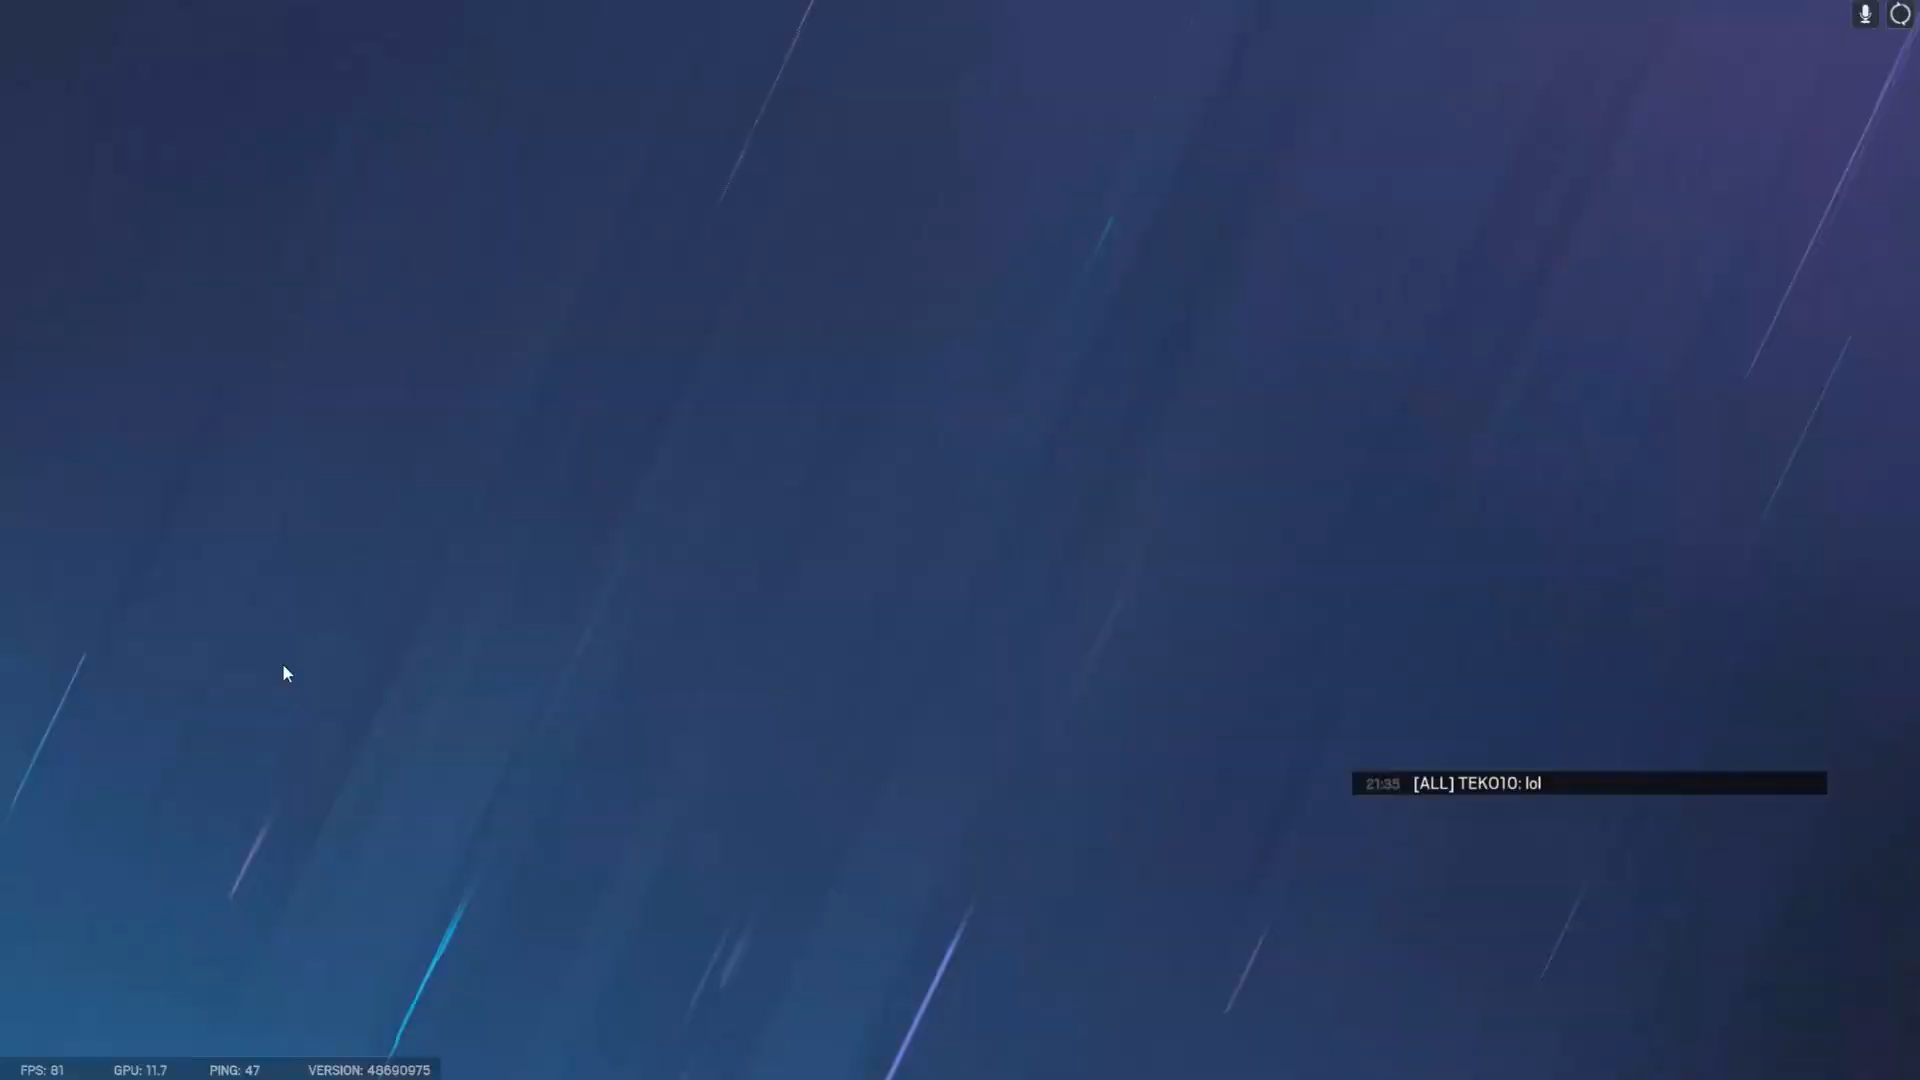 21:35 [ALL] TEKO10: lol
FPS: 81 GPU: 11.7 PING: 47 VERSION: 48690975